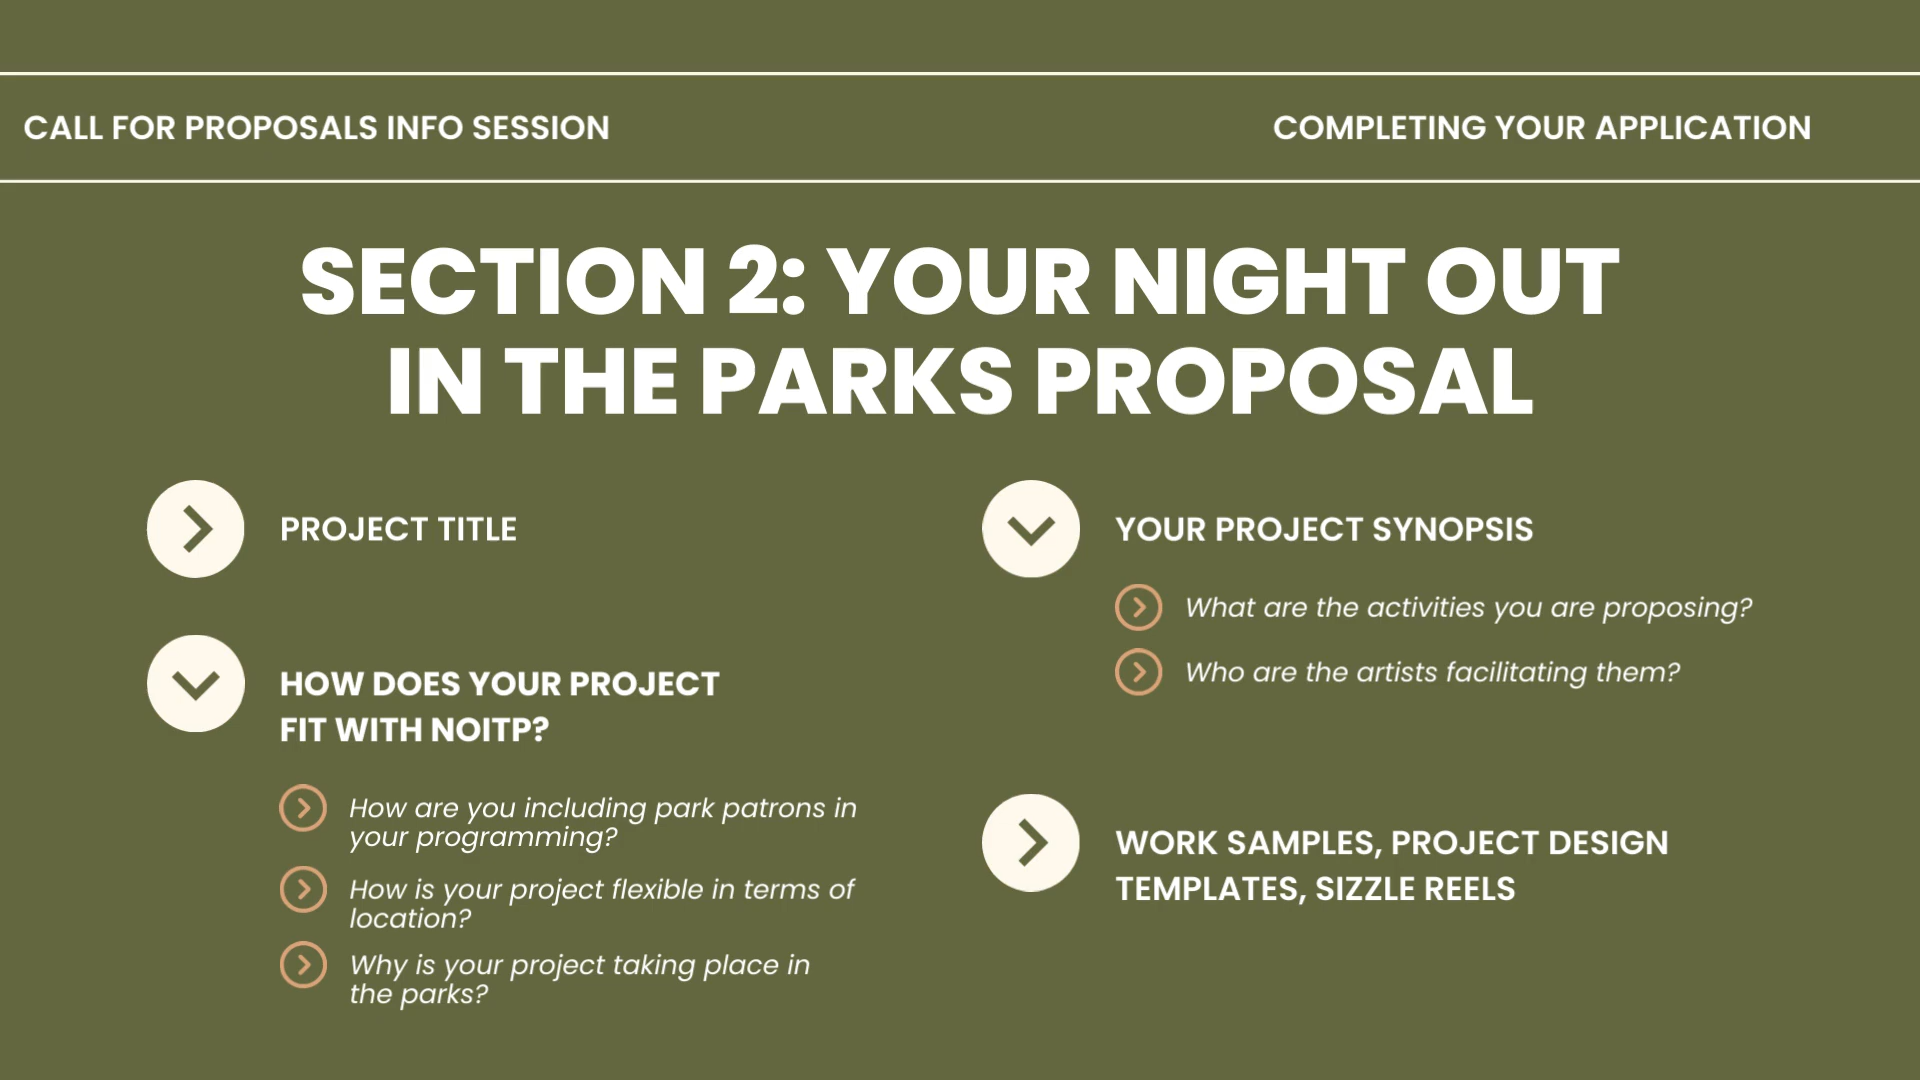 CALL FOR PROPOSALS INFO SESSION
COMPLETING YOUR APPLICATION
SECTION 2: YOUR NIGHT OUT
IN THE PARKS PROPOSAL
PROJECT TITLE
HOW DOES YOUR PROJECT
FIT WITH NOITP?
How are you including park patrons in
your programming?
How is your project flexible in terms of
location?
Why is your project taking place in
the parks?
YOUR PROJECT SYNOPSIS
What are the activities you are proposing?
Who are the artists facilitating them?
WORK SAMPLES, PROJECT DESIGN
TEMPLATES, SIZZLE REELS